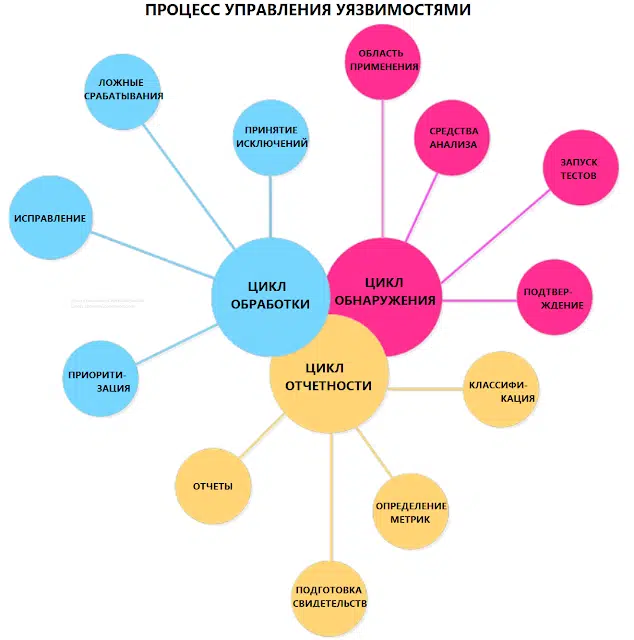 ПРОЦЕСС УПРАВЛЕНИЯ УЯЗВИМОСТЯМИ
ОБЛАСТЬ
ПРИМЕНЕНИЯ
СРЕДСТВА
АНАЛИЗА
ЗАПУСК
ТЕСТОВ
ПОДТВЕР-
ЖДЕНИЕ
ЦИКЛ
ОБНАРУЖЕНИЯ
КЛАССИФИ-
КАЦИЯ
ОПРЕДЕЛЕНИЕ
МЕТРИК
ПОДГОТОВКА
СВИДЕТЕЛЬСТВ
ОТЧЕТЫ
ЦИКЛ
ОТЧЕТНОСТИ
ПРИОРИТИ-
ЗАЦИЯ
ИСПРАВЛЕНИЕ
ЛОЖНЫЕ
СРАБАТЫВАНИЯ
ПРИНЯТИЕ
ИСКЛЮЧЕНИЙ
ЦИКЛ
ОБРАБОТКИ